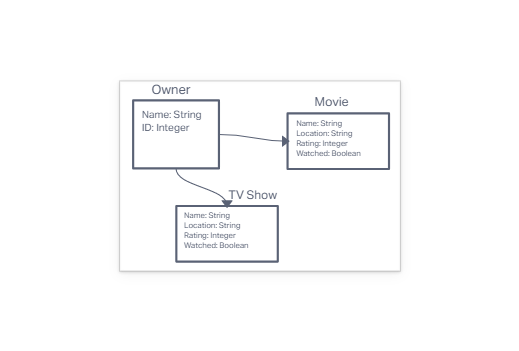 Owner
Name: String
ID: Integer
Movie
Name: String
Location: String
Rating: Integer
Watched: Boolean
TV Show
Name: String
Location: String
Rating: Integer
Watched: Boolean